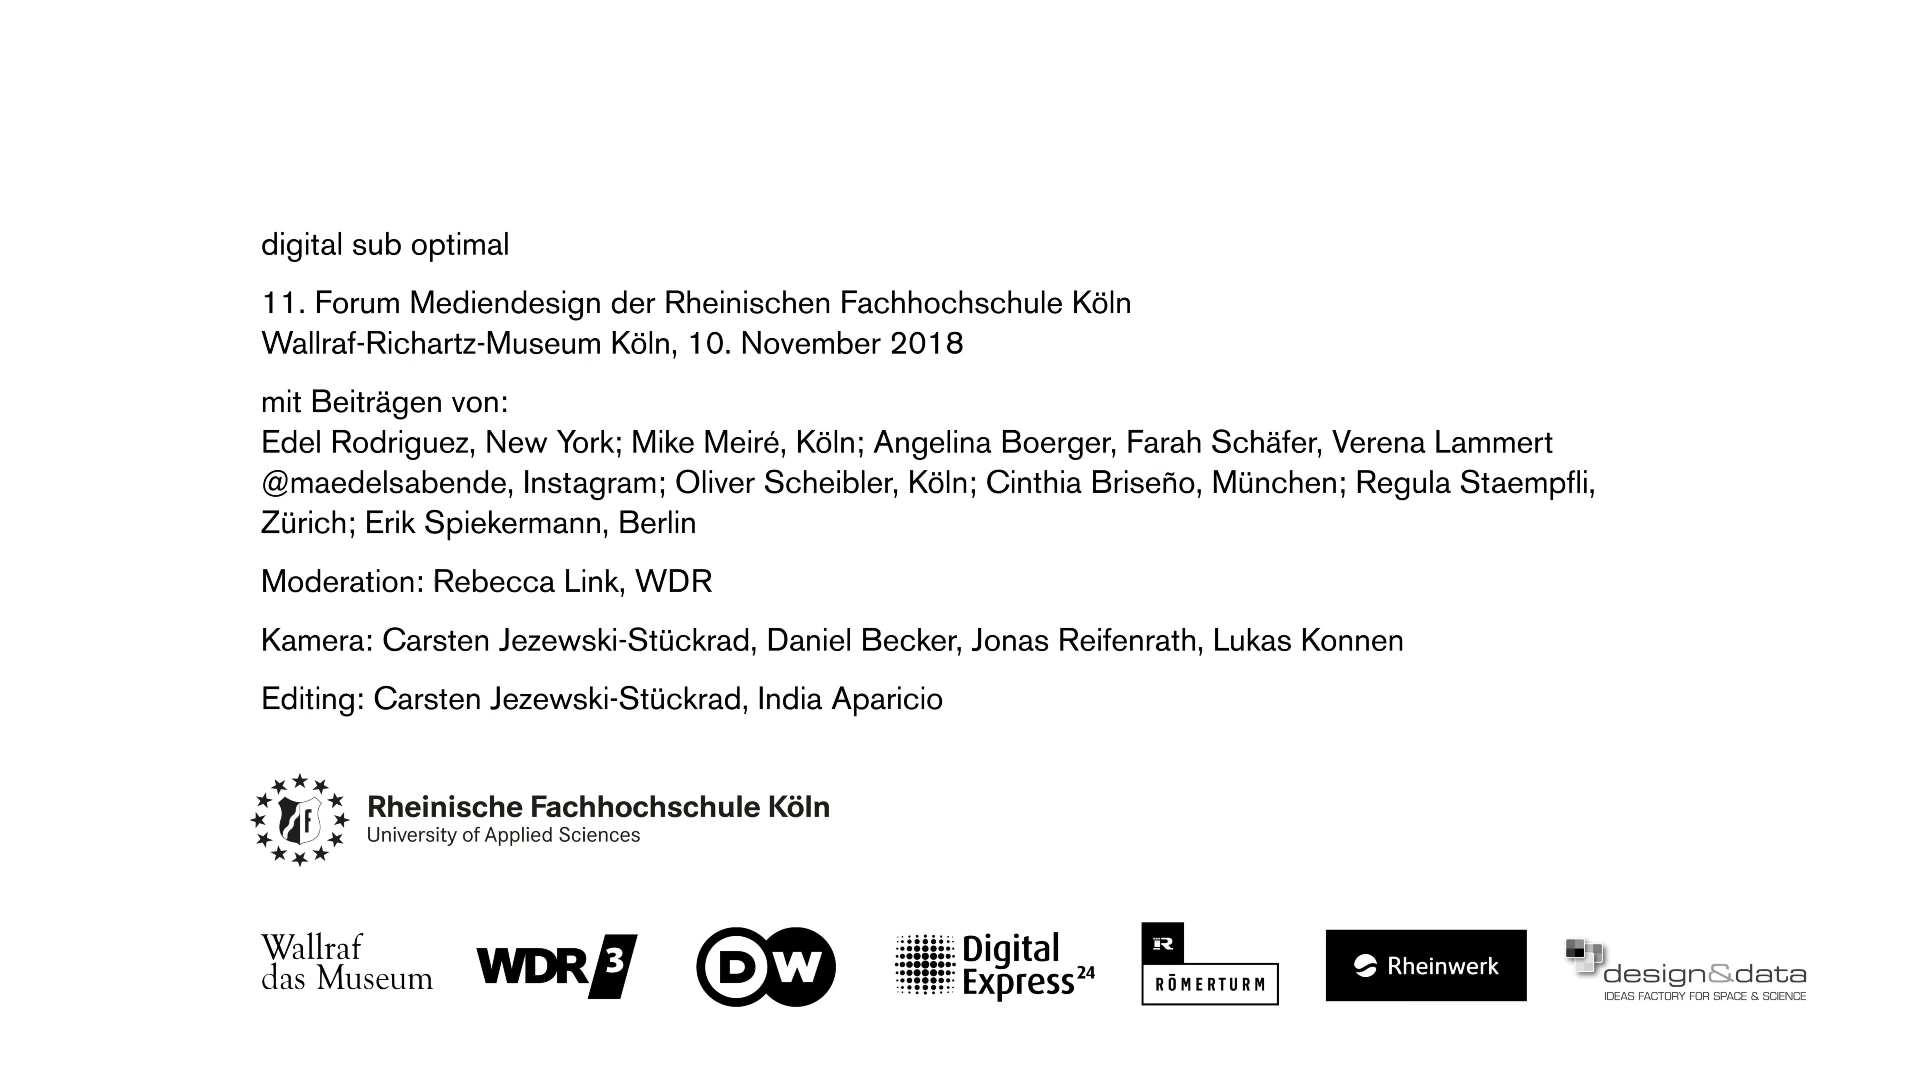 digital sub optimal
11. Forum Mediendesign der Rheinischen Fachhochschule Köln
Wallraf-Richartz-Museum Köln, 10. November 2018
mit Beiträgen von:
Edel Rodriguez, New York; Mike Meiré, Köln; Angelina Boerger, Farah Schäfer, Verena Lammert
@maedelsabende, Instagram; Oliver Scheibler, Köln; Cinthia Briseño, München; Regula Staempfli,
Zürich; Erik Spiekermann, Berlin
Moderation: Rebecca Link, WDR
Kamera: Carsten Jezewski-Stückrad, Daniel Becker, Jonas Reifenrath, Lukas Konnen
Editing: Carsten Jezewski-Stückrad, India Aparicio
Rheinische Fachhochschule Köln
University of Applied Sciences
Wallraf
das Museum
WDR 3
DW
Digital
Express24
R
RÖMERTURM
Rheinwerk
design&data
IDEAS FACTORY FOR SPACE & SCIENCE